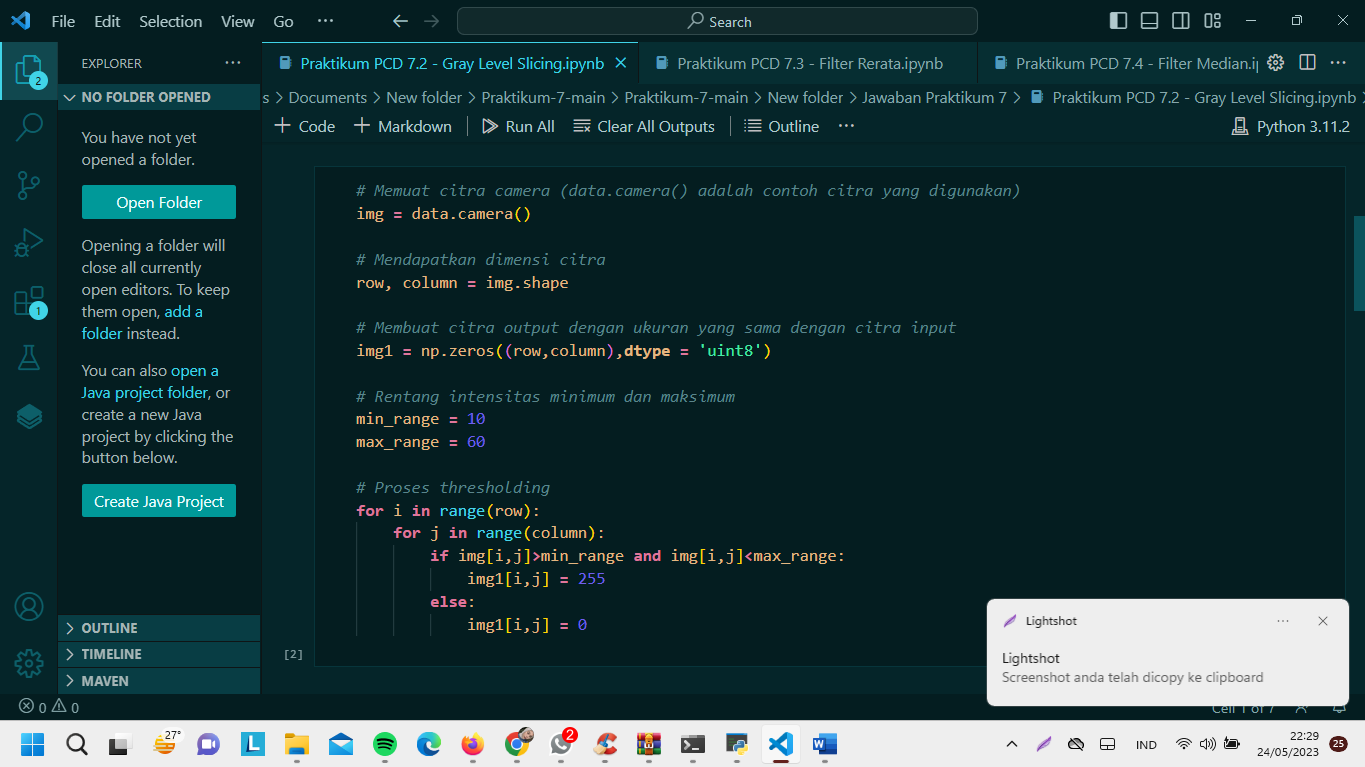 File Edit Selection View Go ··· Search
EXPLORER ···
NO FOLDER OPENED
You have not yet
opened a folder.
Open Folder
Opening a folder will
close all currently
open editors. To keep
them open, add a
folder instead.
You can also open a
Java project folder, or
create a new Java
project by clicking the
button below.
Create Java Project
OUTLINE
TIMELINE
MAVEN
2
1
Praktikum PCD 7.2 - Gray Level Slicing.ipynb Praktikum PCD 7.3 - Filter Rerata.ipynb Praktikum PCD 7.4 - Filter Median.i
s > Documents > New folder > Praktikum-7-main > Praktikum-7-main > New folder > Jawaban Praktikum 7 > Praktikum PCD 7.2 - Gray Level Slicing.ipynb
+ Code + Markdown Run All Clear All Outputs Outline ··· Python 3.11.2
# Memuat citra camera (data.camera() adalah contoh citra yang digunakan)
img = data.camera()
# Mendapatkan dimensi citra
row, column = img.shape
# Membuat citra output dengan ukuran yang sama dengan citra input
img1 = np.zeros((row,column),dtype = 'uint8')
# Rentang intensitas minimum dan maksimum
min_range = 10
max_range = 60
# Proses thresholding
for i in range(row):
for j in range(column):
if img[i,j]>min_range and img[i,j]<max_range:
img1[i,j] = 255
else:
img1[i,j] = 0
[2]
Lightshot
Lightshot
Screenshot anda telah dicopy ke clipboard
0 0
Cell 1 of 7
27°
2
IND
22:29
24/05/2023
25